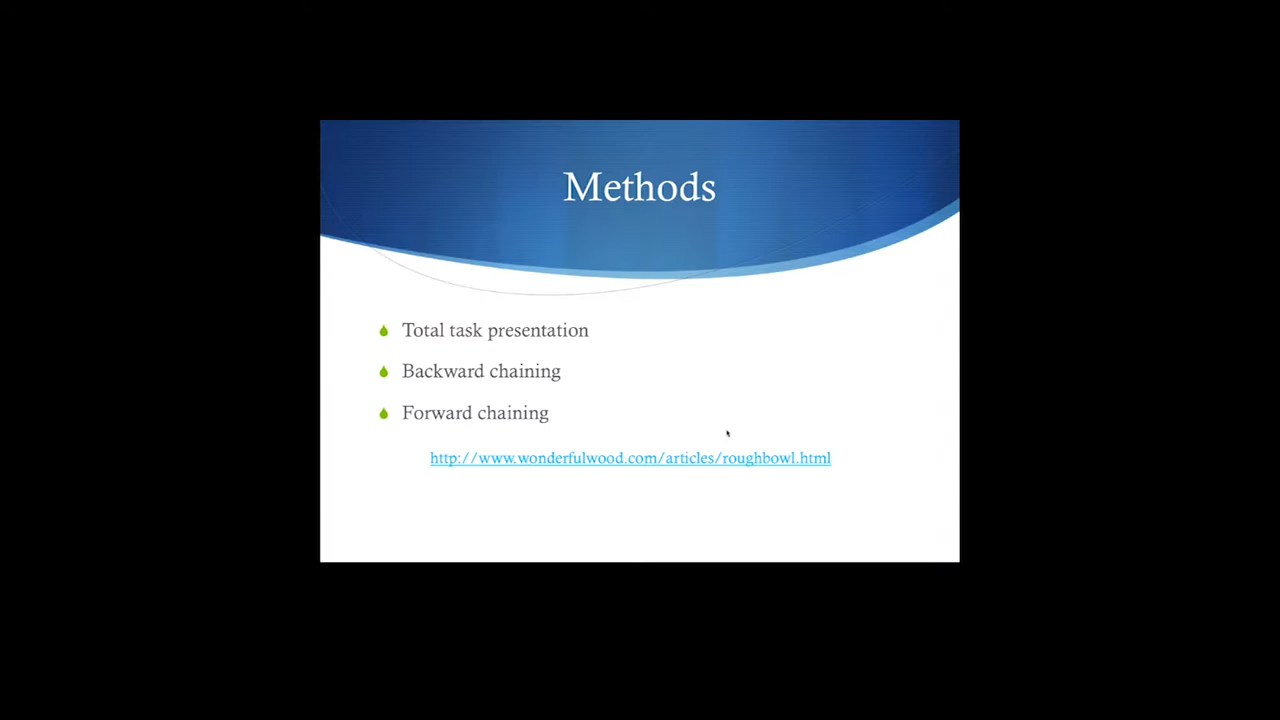 Methods
Total task presentation
Backward chaining
Forward chaining
http://www.wonderfulwood.com/articles/roughbowl.html